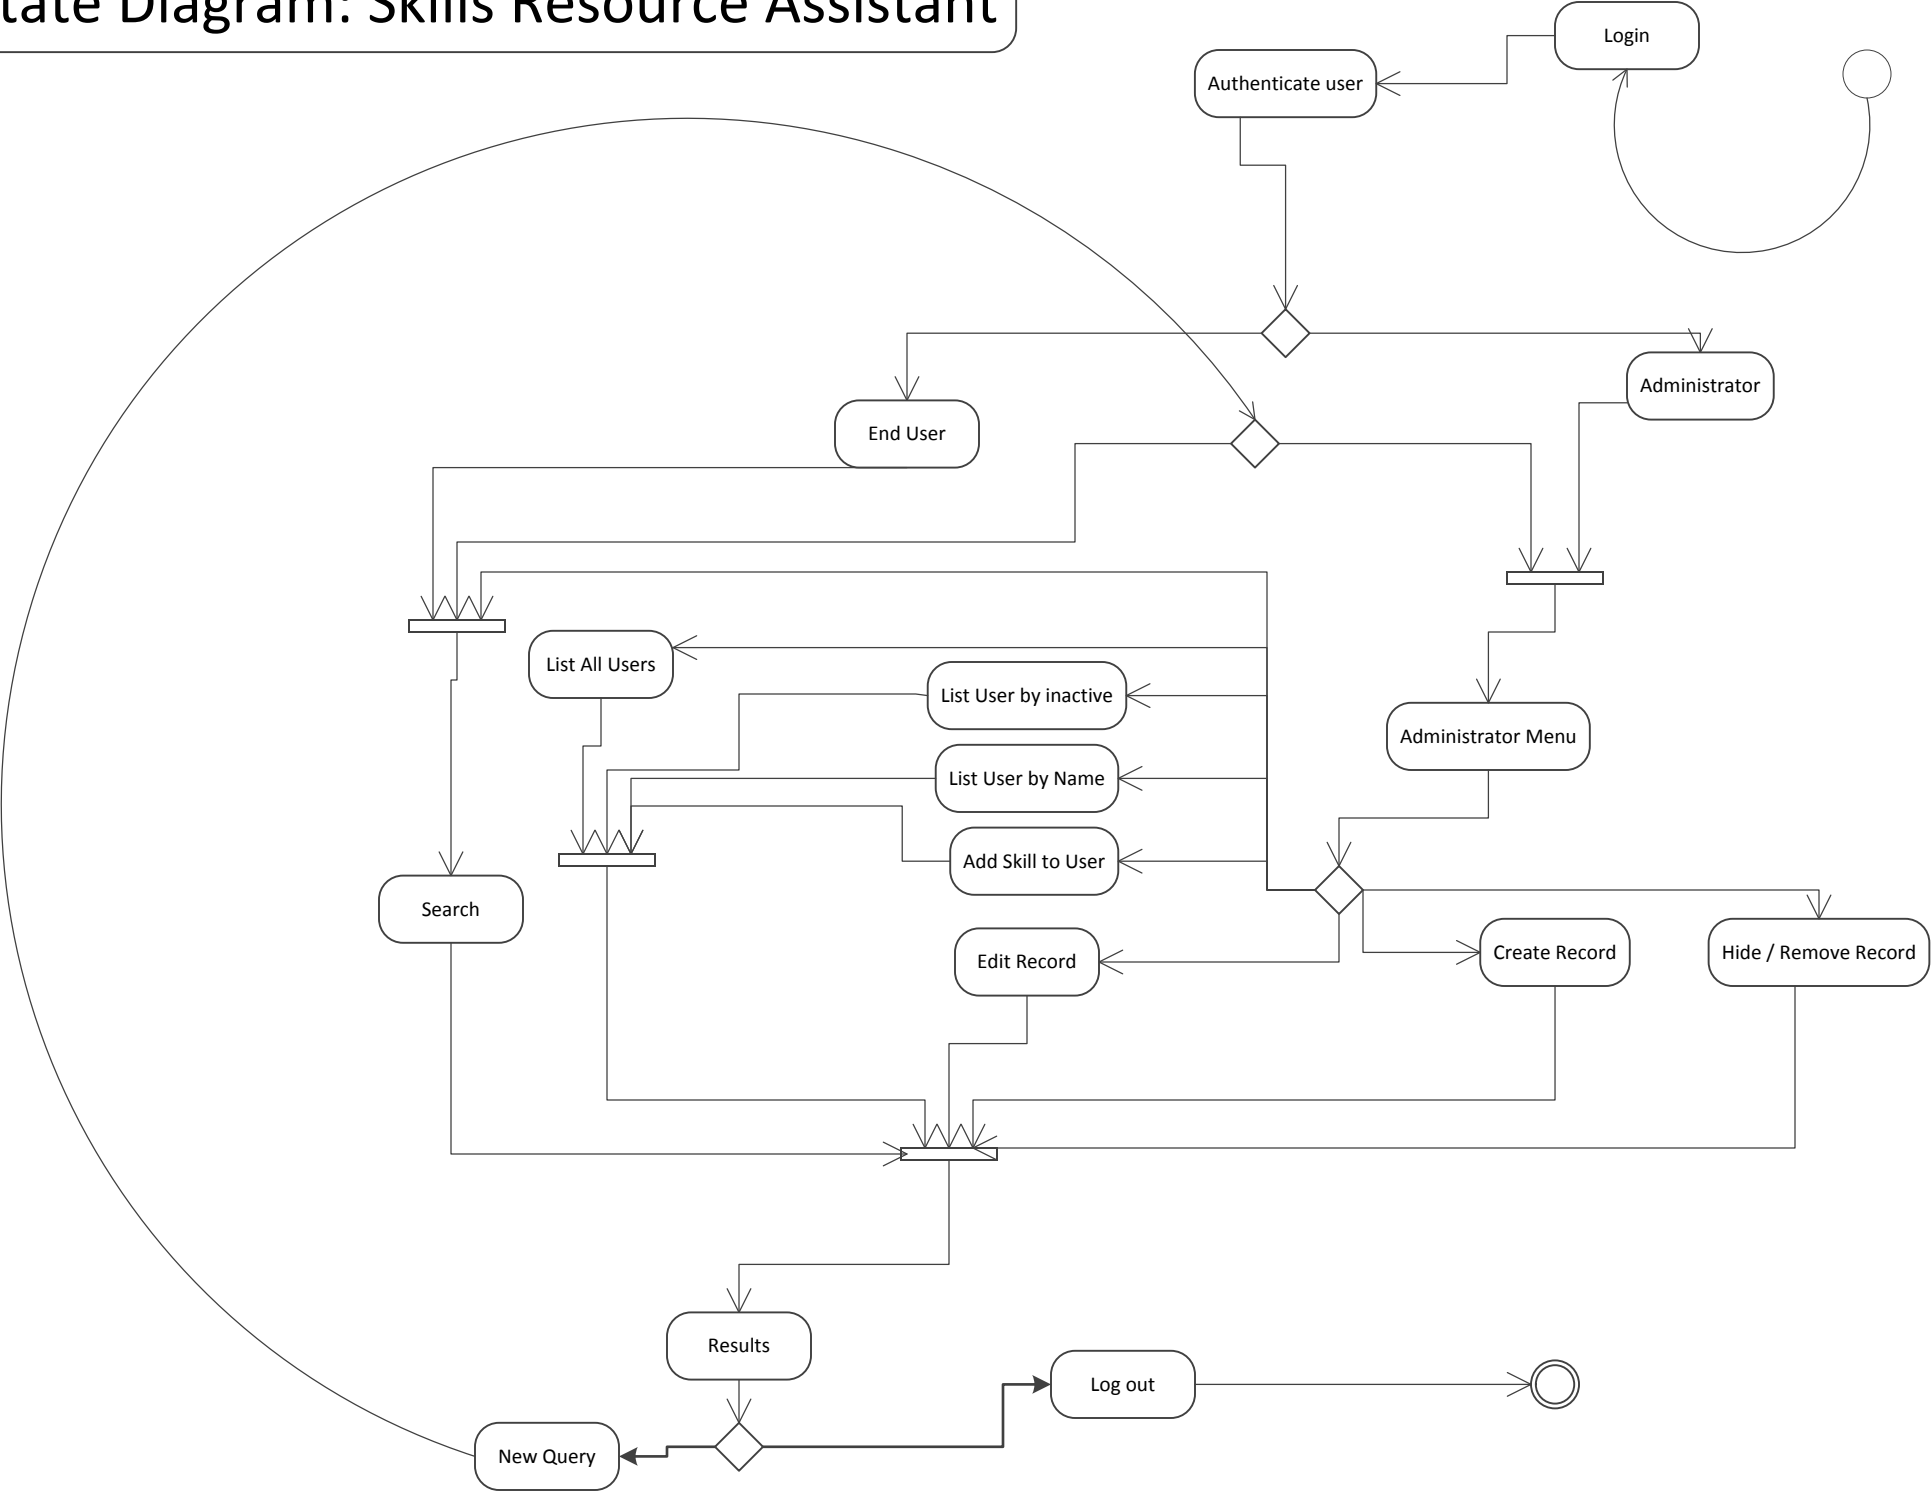 tate Diagram: Skills Resource Assistant
Login
Authenticate user
Administrator
End User
List All Users
List User by inactive
Administrator Menu
List User by Name
Add Skill to User
Search
Edit Record
Create Record
Hide / Remove Record
Results
Log out
New Query